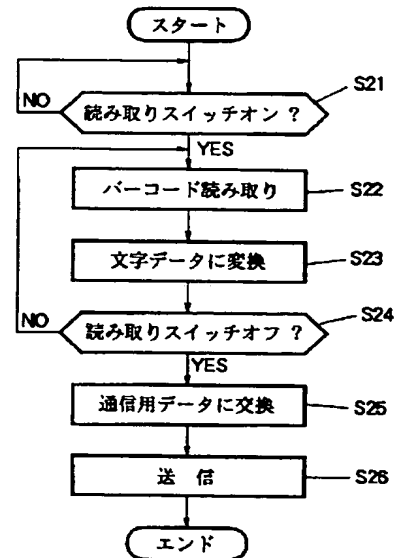 スタート
S21
NO
読み取りスイッチオン ?
YES
バーコード読み取り
S22
文字データに変換
S23
S24
NO
読み取りスイッチオフ ?
YES
通信用データに交換
S25
送 信
S26
エンド